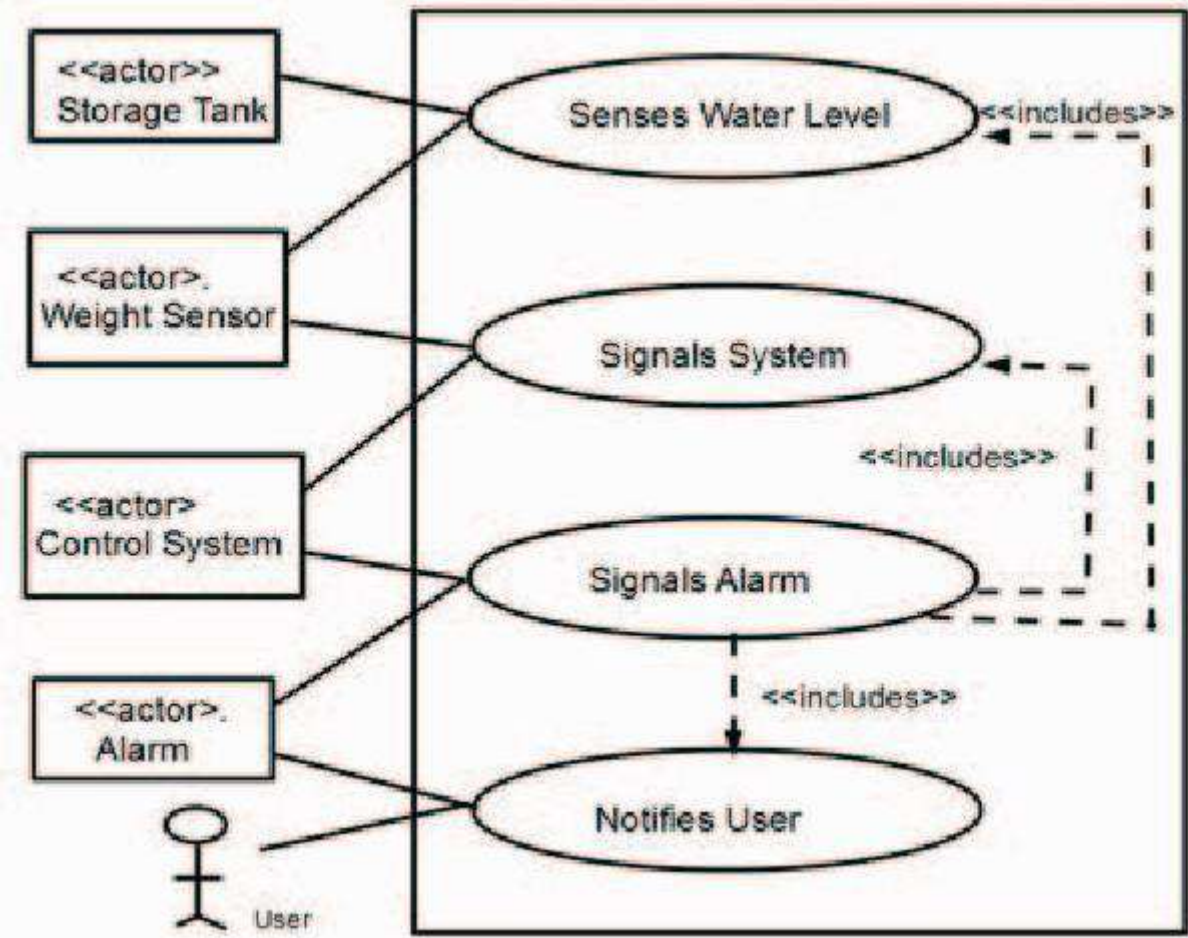 <<actor>>
Storage Tank
Senses Water Level
<<includes>>
<<actor>.
Weight Sensor
Signals System
<<includes>>
<<actor>
Control System
Signals Alarm
<<includes>>
<<actor>.
Alarm
Notifies User
User